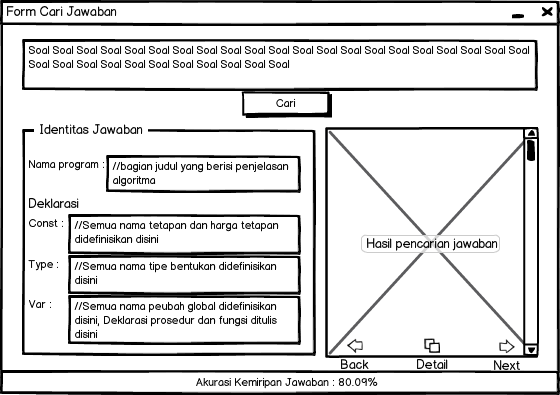 Form Cari Jawaban
Soal Soal Soal Soal Soal Soal Soal Soal Soal Soal Soal Soal Soal Soal Soal Soal Soal Soal Soal Soal Soal
Soal Soal Soal Soal Soal Soal Soal Soal Soal Soal Soal
Cari
Identitas Jawaban
Nama program :
//bagian judul yang berisi penjelasan
algoritma
Deklarasi
Const :
//Semua nama tetapan dan harga tetapan
didefinisikan disini
Type :
//Semua nama tipe bentukan didefinisikan
disini
Var :
//Semua nama peubah global didefinisikan
disini, Deklarasi prosedur dan fungsi ditulis
disini
Hasil pencarian jawaban
Back
Detail
Next
Akurasi Kemiripan Jawaban : 80.09%